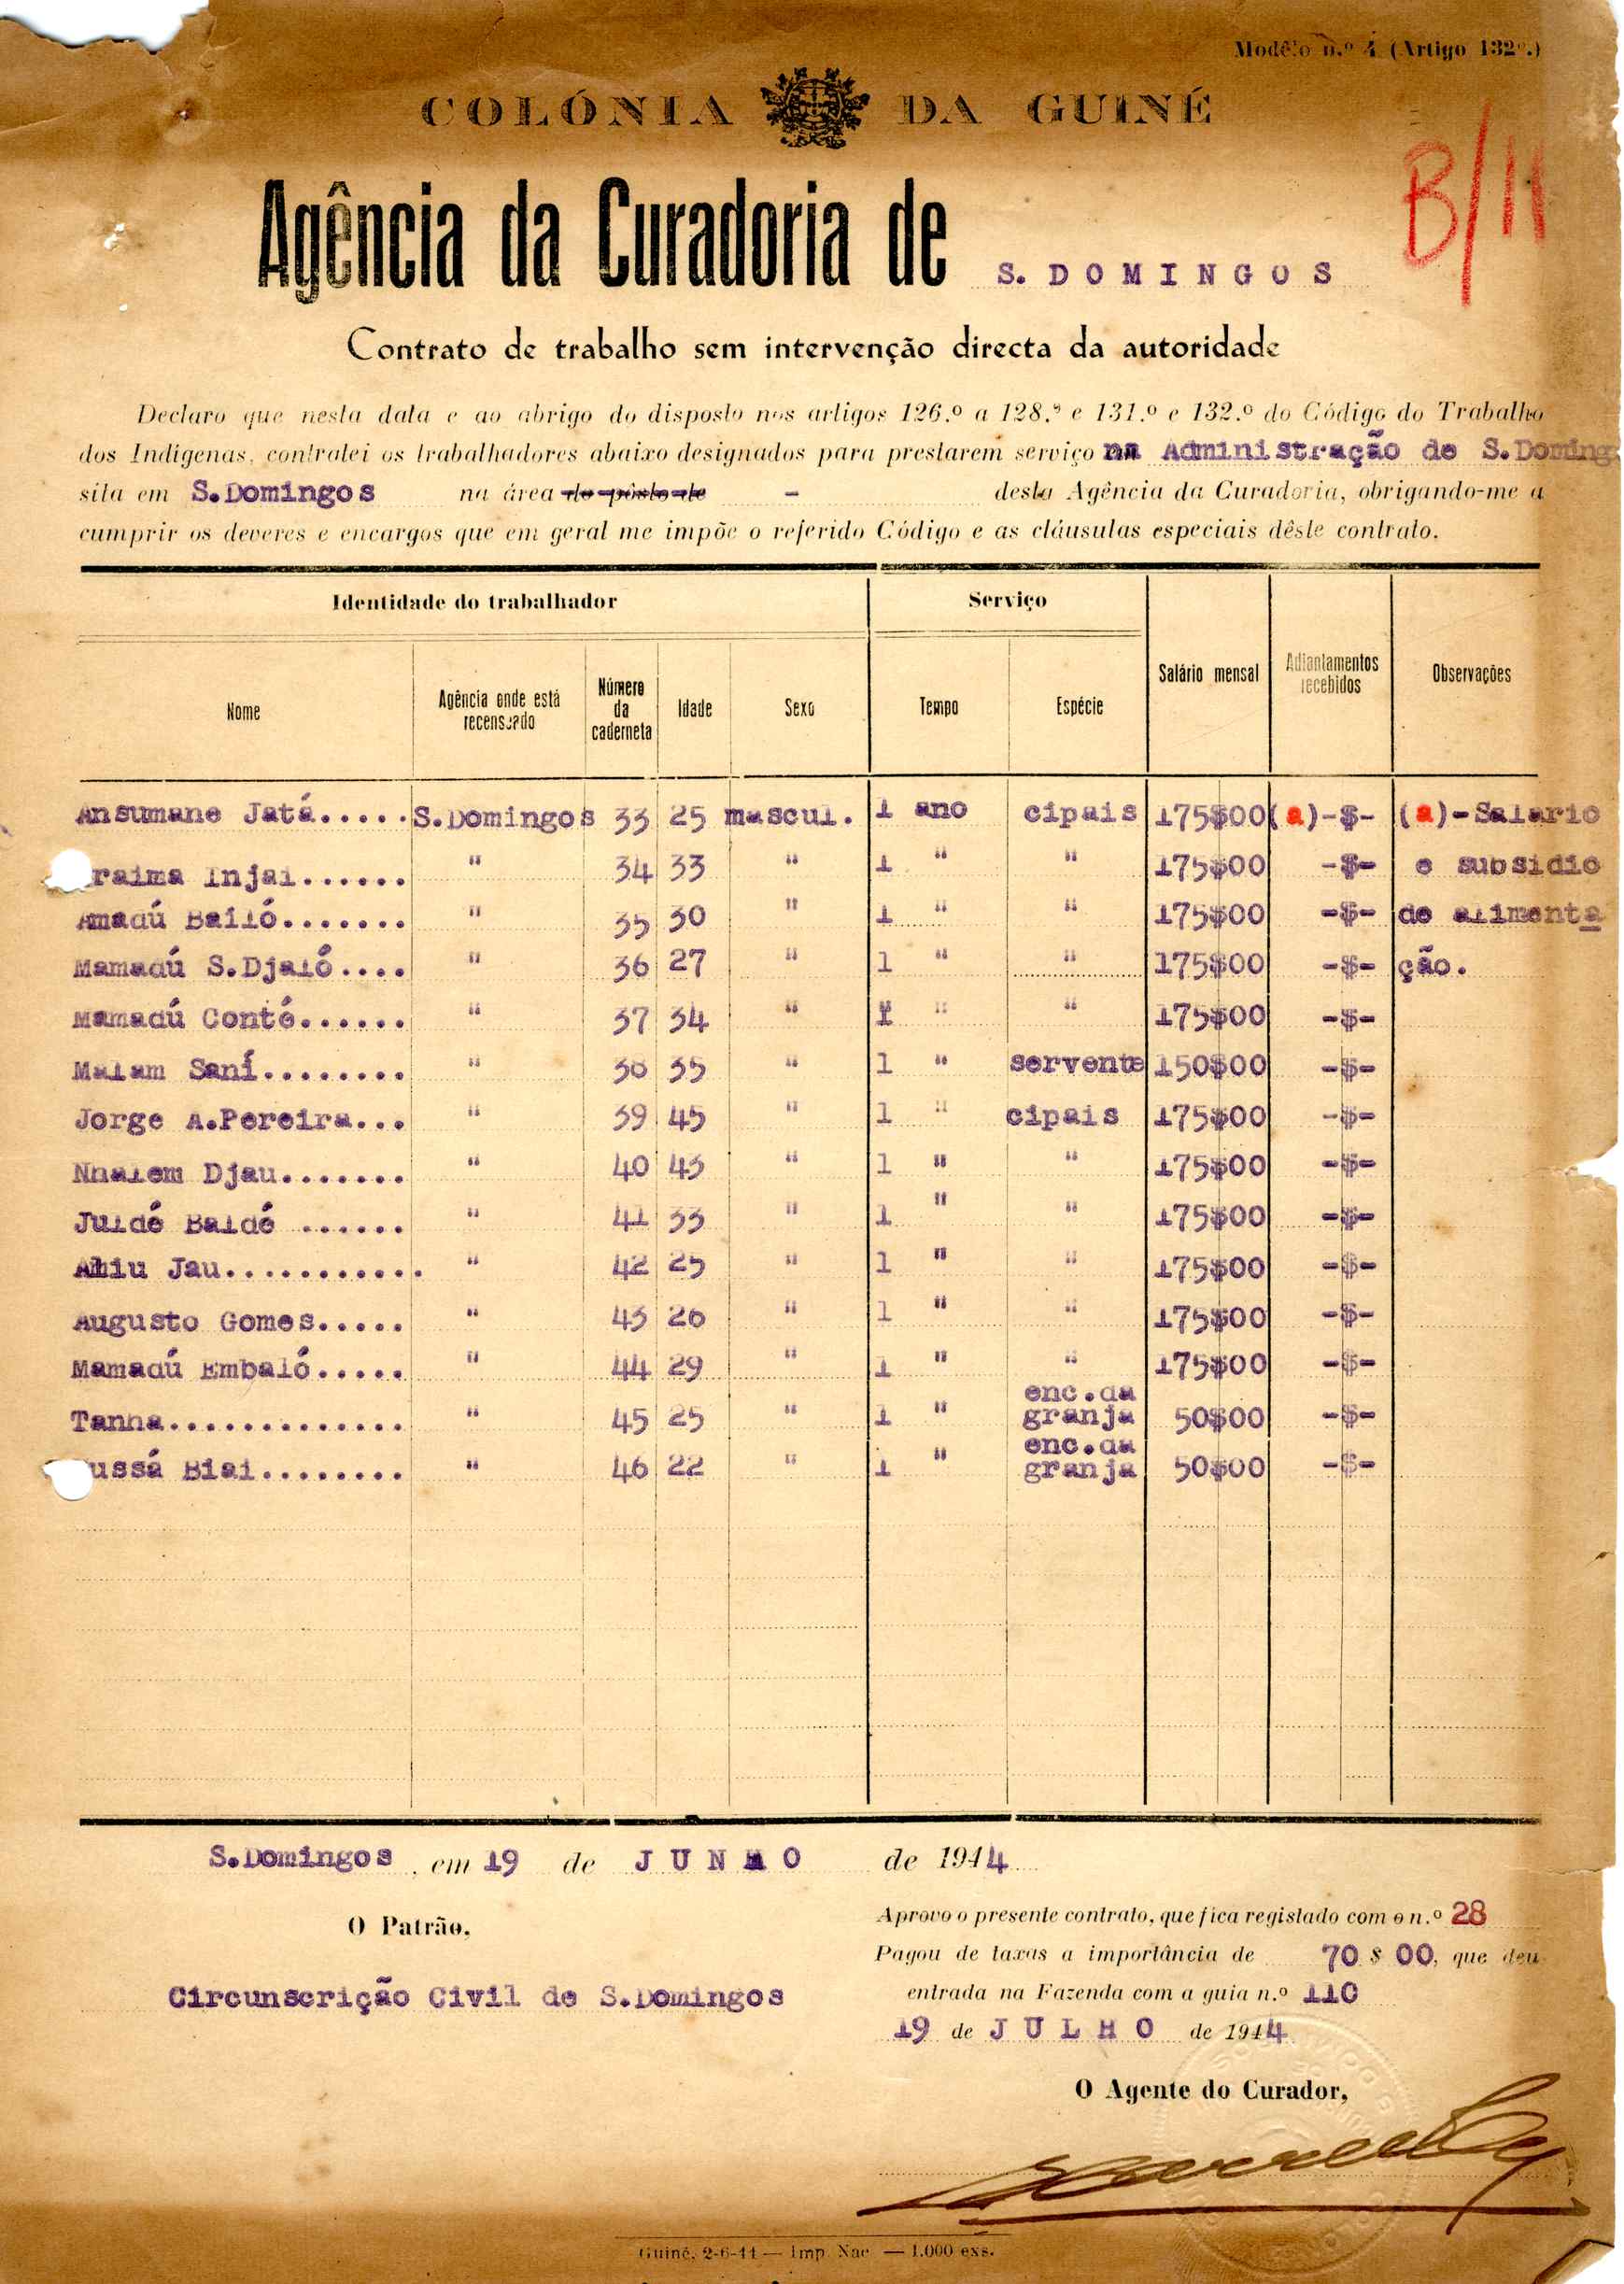 Modêlo n.º 4 (Artigo 132º.)
COLÓNIA DA GUINÉ
B/11
Agência da Curadoria de S. DOMINGOS
Contrato de trabalho sem intervenção directa da autoridade
Declaro que nesta data e ao abrigo do disposto nos artigos 126.º a 128.º e 131.º e 132.º do Código do Trabalho
dos Indígenas, contratei os trabalhadores abaixo designados para prestarem serviço na Administração de S.Doming
sita em S.Domingos na área do pôsto de - desta Agência da Curadoria, obrigando-me a
cumprir os deveres e encargos que em geral me impõe o referido Código e as cláusulas especiais dêste contrato.
Identidade do trabalhador Serviço Salário mensal Adiantamentos recebidos Observações
Nome Agência onde está recenseado Número da caderneta Idade Sexo Tempo Espécie
Ansumane Jatá..... S.Domingos 33 25 mascul. 1 ano cipais 175$00 (a)-$- (a)-Salario
raima Injai...... " 34 33 " 1 " " 175$00 -$- e subsidio
Amadú Bailó....... " 35 30 " 1 " " 175$00 -$- de alimenta
Mamadú S.Djaló.... " 36 27 " 1 " " 175$00 -$- ção.
Mamadú Conté...... " 37 34 " 1 " " 175$00 -$-
Malam Saní........ " 38 35 " 1 " servente 150$00 -$-
Jorge A.Pereira... " 39 45 " 1 " cipais 175$00 -$-
Nhalem Djau....... " 40 43 " 1 " " 175$00 -$-
Juldé Baldé ...... " 41 33 " 1 " " 175$00 -$-
Aliu Jau............ " 42 25 " 1 " " 175$00 -$-
Augusto Gomes..... " 43 26 " 1 " " 175$00 -$-
Mamadú Embaló..... " 44 29 " 1 " " 175$00 -$-
Tanha............. " 45 25 " 1 " enc.da granja 50$00 -$-
ussá Biai........ " 46 22 " 1 " enc.da granja 50$00 -$-
S.Domingos, em 19 de JUNHO de 1944
O Patrão,
Circunscrição Civil de S.Domingos
Aprovo o presente contrato, que fica registado com o n.º 28
Pagou de taxas a importância de 70 $ 00, que deu
entrada na Fazenda com a guia n.º 110
19 de JULHO de 1944
O Agente do Curador,
Guiné, 2-6-44 — Imp. Nac. — 1.000 exs.